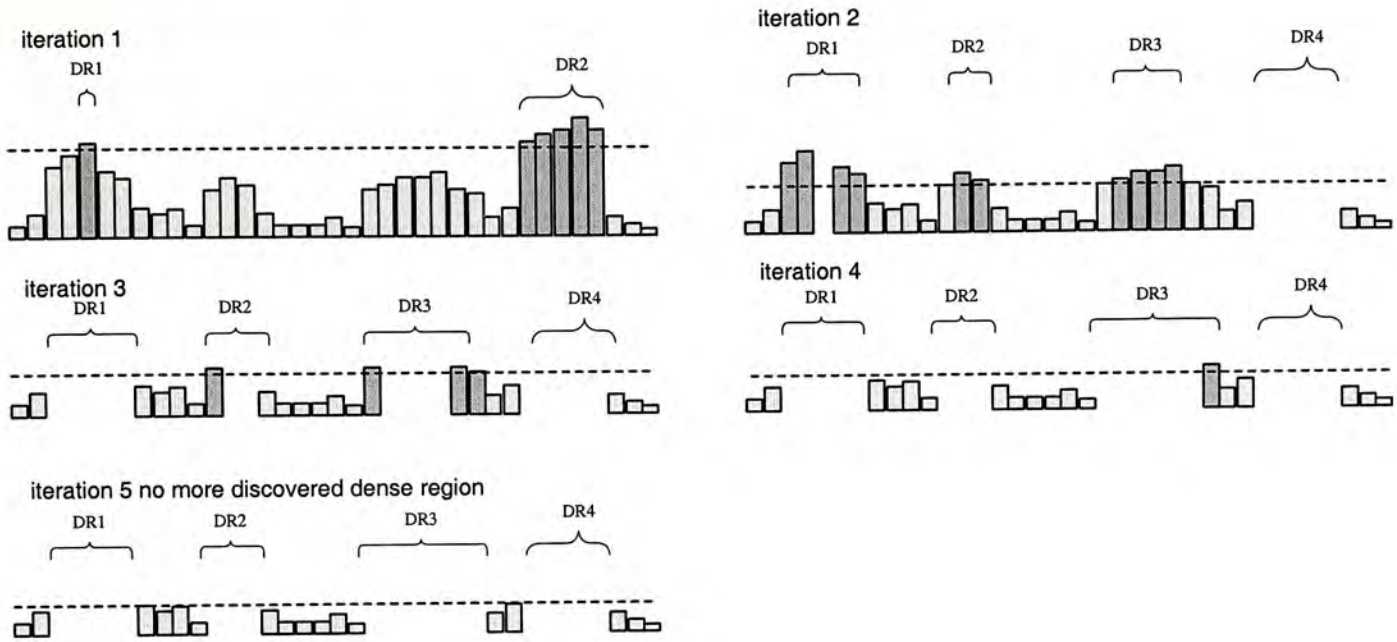 iteration 1
DR1
DR2
iteration 2
DR1
DR2
DR3
DR4
iteration 3
DR1
DR2
DR3
DR4
iteration 4
DR1
DR2
DR3
DR4
iteration 5 no more discovered dense region
DR1
DR2
DR3
DR4